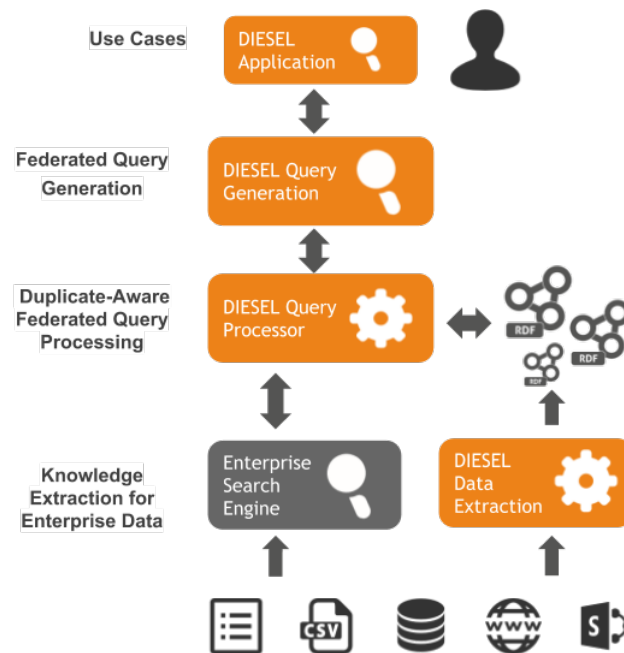 Use Cases
DIESEL
Application
Federated Query
Generation
DIESEL Query
Generation
Duplicate-Aware
Federated Query
Processing
DIESEL Query
Processor
RDF
RDF
RDF
Knowledge
Extraction for
Enterprise Data
Enterprise
Search
Engine
DIESEL
Data
Extraction
CSV
WWW
S